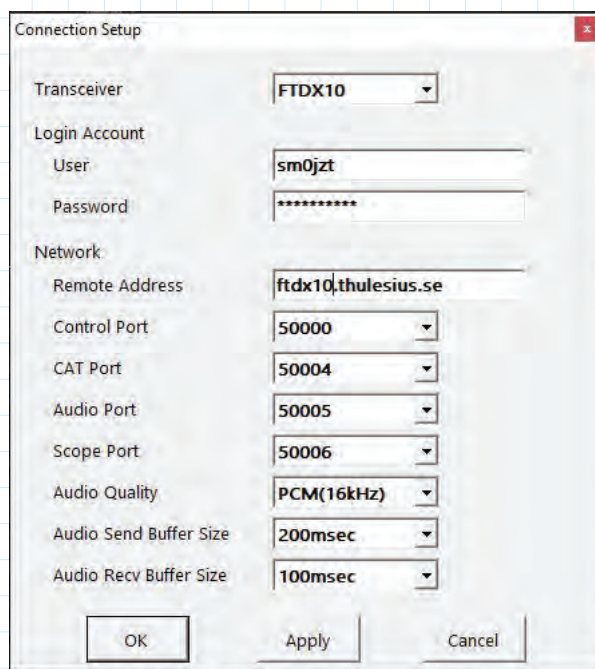 Connection Setup
x
Transceiver FTDX10
Login Account
User sm0jzt
Password **********
Network
Remote Address ftdx10.thulesius.se
Control Port 50000
CAT Port 50004
Audio Port 50005
Scope Port 50006
Audio Quality PCM(16kHz)
Audio Send Buffer Size 200msec
Audio Recv Buffer Size 100msec
OK Apply Cancel